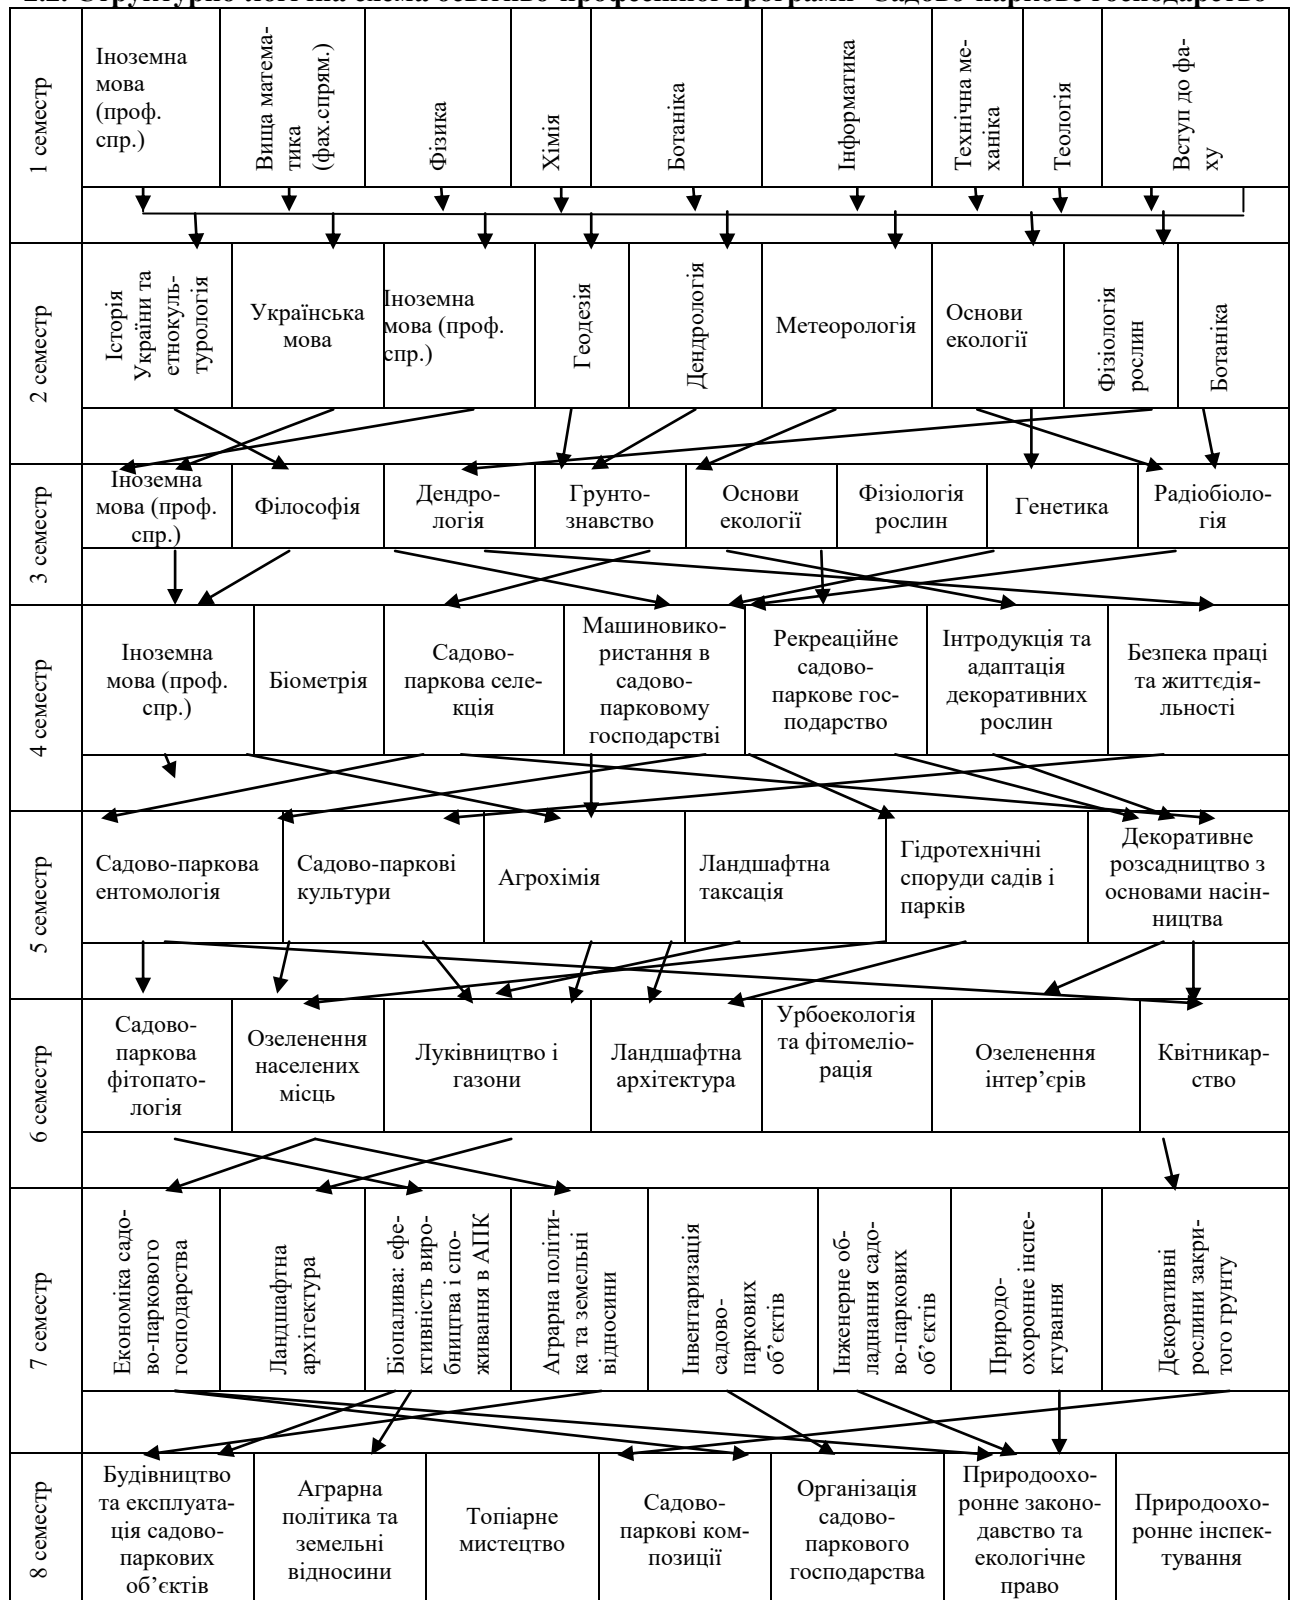 2.2. Структурно-логічна схема освітньо-професійної програми "Садово-паркове господарство"
1 семестр
Іноземна
мова
(проф.
спр.)
Вища матема-
тика
(фах.спрям.)
Фізика
Хімія
Ботаніка
Інформатика
Технічна ме-
ханіка
Теологія
Вступ до фа-
ху
2 семестр
Історія
України та
етнокуль-
турологія
Українська
мова
Іноземна
мова (проф.
спр.)
Геодезія
Дендрологія
Метеорологія
Основи
екології
Фізіологія
рослин
Ботаніка
3 семестр
Іноземна
мова (проф.
спр.)
Філософія
Дендро-
логія
Грунто-
знавство
Основи
екології
Фізіологія
рослин
Генетика
Радіобіоло-
гія
4 семестр
Іноземна
мова (проф.
спр.)
Біометрія
Садово-
паркова селе-
кція
Машиновико-
ристання в
садово-
парковому
господарстві
Рекреаційне
садово-
паркове гос-
подарство
Інтродукція та
адаптація
декоративних
рослин
Безпека праці
та життєдія-
льності
5 семестр
Садово-паркова
ентомологія
Садово-паркові
культури
Агрохімія
Ландшафтна
таксація
Гідротехнічні
споруди садів і
парків
Декоративне
розсадництво з
основами насін-
ництва
6 семестр
Садово-
паркова
фітопато-
логія
Озеленення
населених
місць
Луківництво і
газони
Ландшафтна
архітектура
Урбоекологія
та фітомеліо-
рація
Озеленення
інтер’єрів
Квітникар-
ство
7 семестр
Економіка садо-
во-паркового
господарства
Ландшафтна
архітектура
Біопалива: ефе-
ктивність виро-
бництва і спо-
живання в АПК
Аграрна політи-
ка та земельні
відносини
Інвентаризація
садово-
паркових
об’єктів
Інженерне об-
ладнання садо-
во-паркових
об’єктів
Природо-
охоронне інспе-
ктування
Декоративні
рослини закри-
того грунту
8 семестр
Будівництво
та експлуата-
ція садово-
паркових
об’єктів
Аграрна
політика та
земельні
відносини
Топіарне
мистецтво
Садово-
паркові ком-
позиції
Організація
садово-
паркового
господарства
Природоохо-
ронне законо-
давство та
екологічне
право
Природоохо-
ронне інспек-
тування